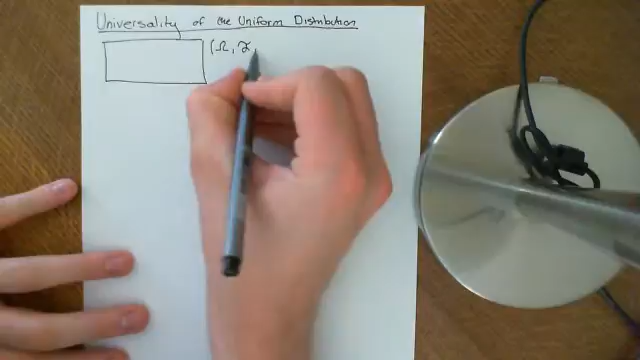 Universality of the Uniform Distribution
(Ω, ℱ,